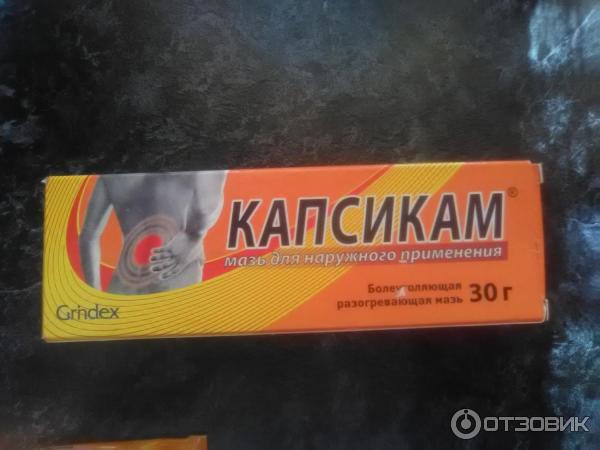 КАПСИКАМ®
мазь для наружного применения
Болеутоляющая
разогревающая мазь 30 г
Grindex
ОТЗОВИК